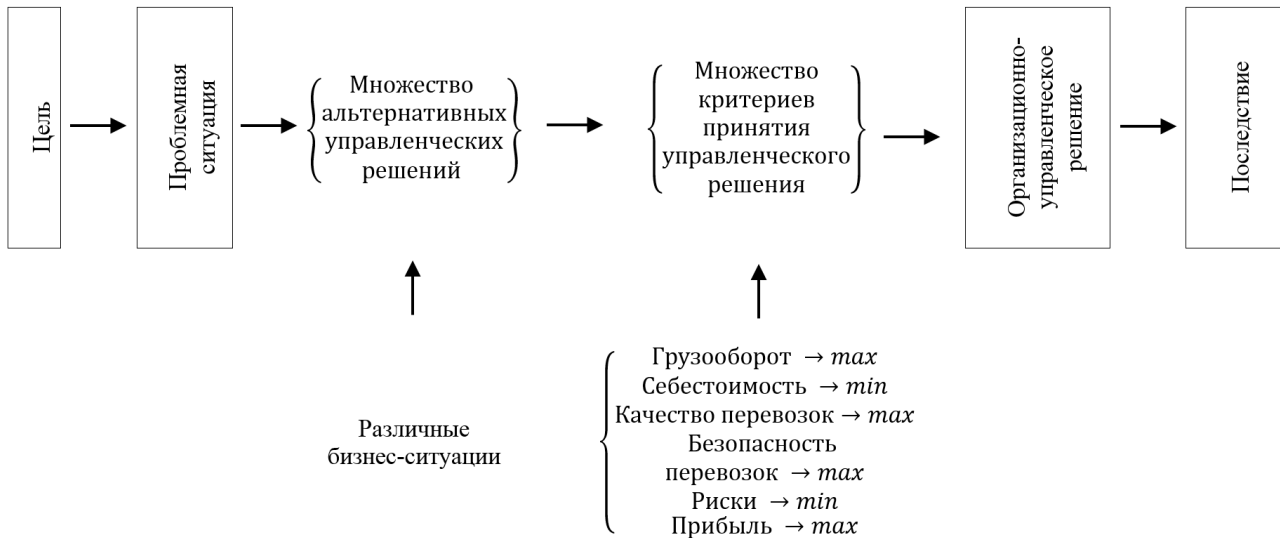 Цель
Проблемная
ситуация
Множество
альтернативных
управленческих
решений
Множество
критериев
принятия
управленческого
решения
Организационно-
управленческое
решение
Последствие
Различные
бизнес-ситуации
Грузооборот → max
Себестоимость → min
Качество перевозок → max
Безопасность
перевозок → max
Риски → min
Прибыль → max